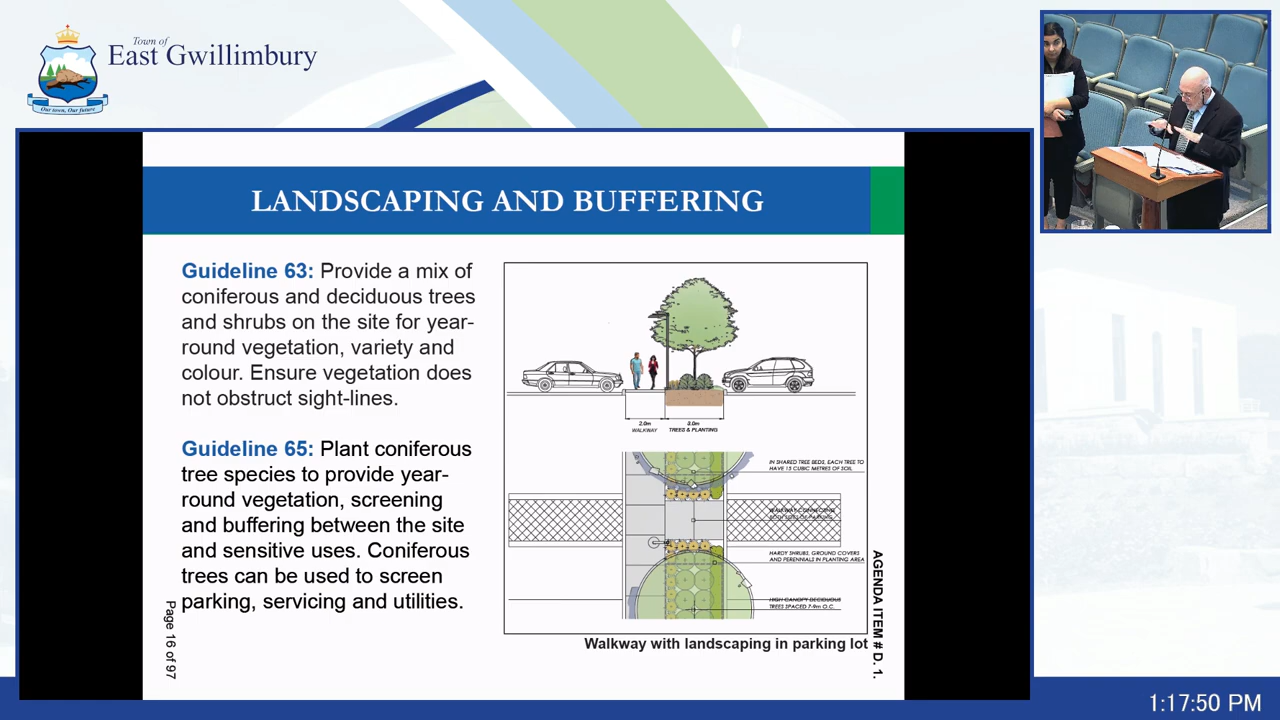 Town of
East Gwillimbury
Our town, Our future
LANDSCAPING AND BUFFERING
Guideline 63: Provide a mix of
coniferous and deciduous trees
and shrubs on the site for year-
round vegetation, variety and
colour. Ensure vegetation does
not obstruct sight-lines.
Guideline 65: Plant coniferous
tree species to provide year-
round vegetation, screening
and buffering between the site
and sensitive uses. Coniferous
trees can be used to screen
parking, servicing and utilities.
2.0m
WALKWAY
3.0m
TREES & PLANTING
IN SHARED TREE BEDS, EACH TREE TO
HAVE 15 CUBIC METRES OF SOIL
WALKWAY CONNECTING
BOTH SIDES OF PARKING
HARDY SHRUBS, GROUND COVERS
AND PERENNIALS IN PLANTING AREA
HIGH CANOPY DECIDUOUS
TREES SPACED 7-9m O.C.
Walkway with landscaping in parking lot
Page 16 of 97
AGENDA ITEM # D. 1.
1:17:50 PM